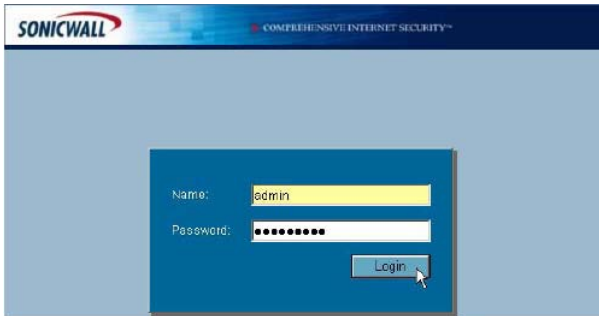 SONICWALL
COMPREHENSIVE INTERNET SECURITY™
Name:
admin
Password:
●●●●●●●●●
Login